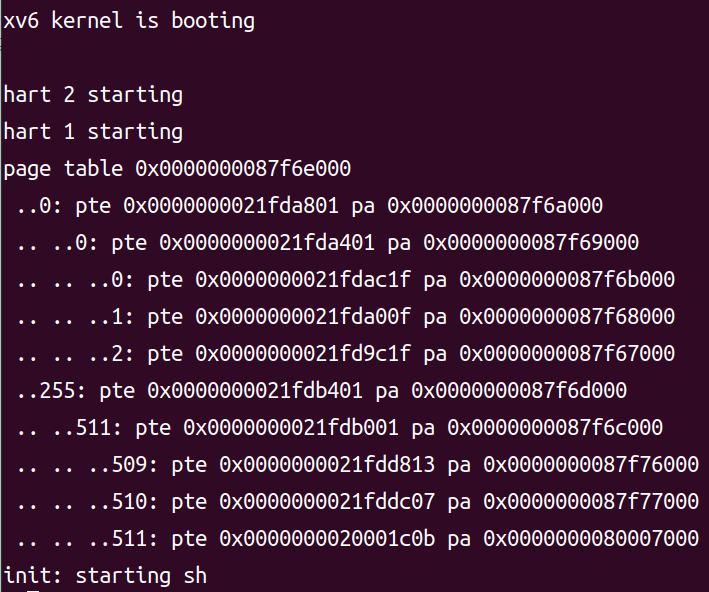 xv6 kernel is booting
hart 2 starting
hart 1 starting
page table 0x0000000087f6e000
..0: pte 0x0000000021fda801 pa 0x0000000087f6a000
.. ..0: pte 0x0000000021fda401 pa 0x0000000087f69000
.. .. ..0: pte 0x0000000021fdac1f pa 0x0000000087f6b000
.. .. ..1: pte 0x0000000021fda00f pa 0x0000000087f68000
.. .. ..2: pte 0x0000000021fd9c1f pa 0x0000000087f67000
..255: pte 0x0000000021fdb401 pa 0x0000000087f6d000
.. ..511: pte 0x0000000021fdb001 pa 0x0000000087f6c000
.. .. ..509: pte 0x0000000021fdd813 pa 0x0000000087f76000
.. .. ..510: pte 0x0000000021fddc07 pa 0x0000000087f77000
.. .. ..511: pte 0x0000000020001c0b pa 0x0000000080007000
init: starting sh